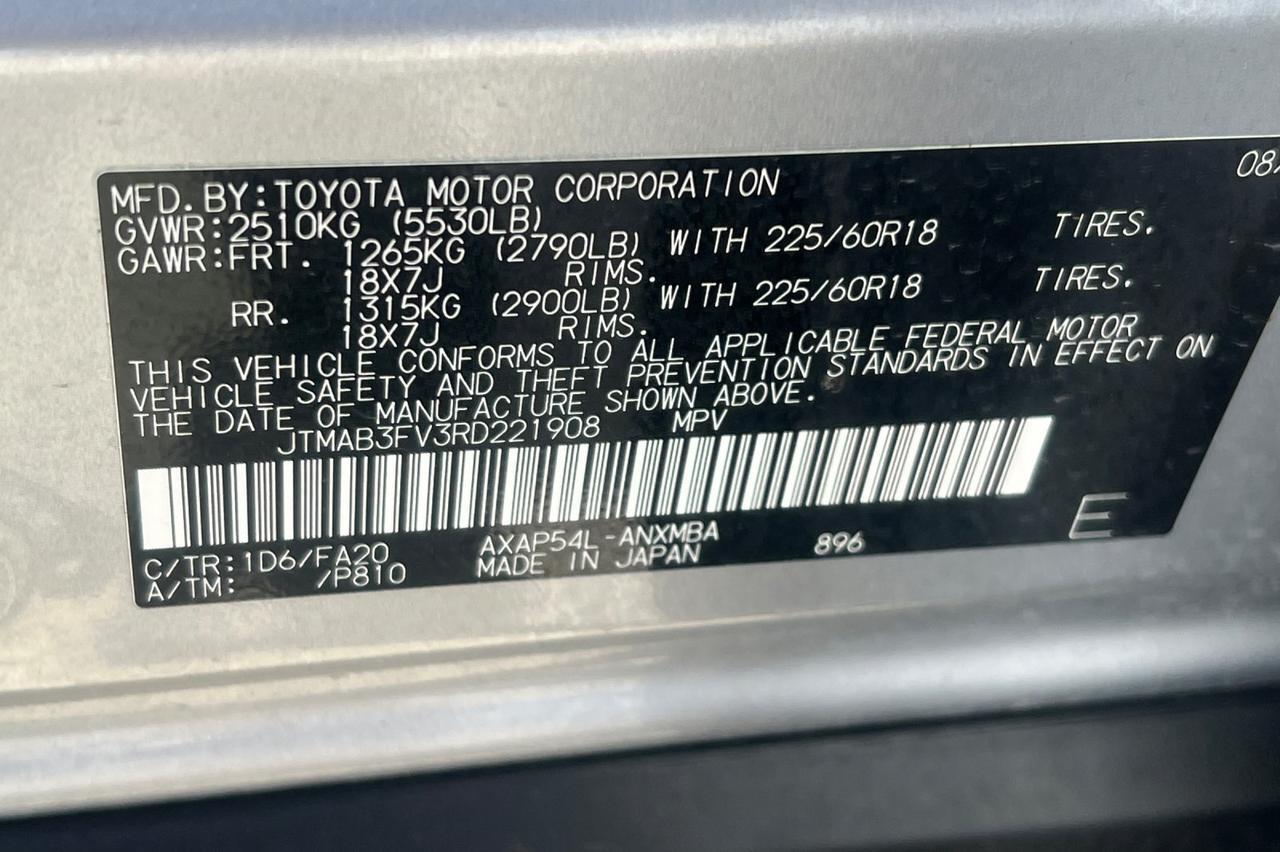 08/
MFD. BY: TOYOTA MOTOR CORPORATION
GVWR: 2510KG (5530LB)
GAWR: FRT. 1265KG (2790LB) WITH 225/60R18 TIRES.
18X7J RIMS.
RR. 1315KG (2900LB) WITH 225/60R18 TIRES.
18X7J RIMS.
THIS VEHICLE CONFORMS TO ALL APPLICABLE FEDERAL MOTOR
VEHICLE SAFETY AND THEFT PREVENTION STANDARDS IN EFFECT ON
THE DATE OF MANUFACTURE SHOWN ABOVE.
JTMAB3FV3RD221908 MPV
E
C/TR: 1D6/FA20 AXAP54L-ANXMBA 896
A/TM: /P810 MADE IN JAPAN